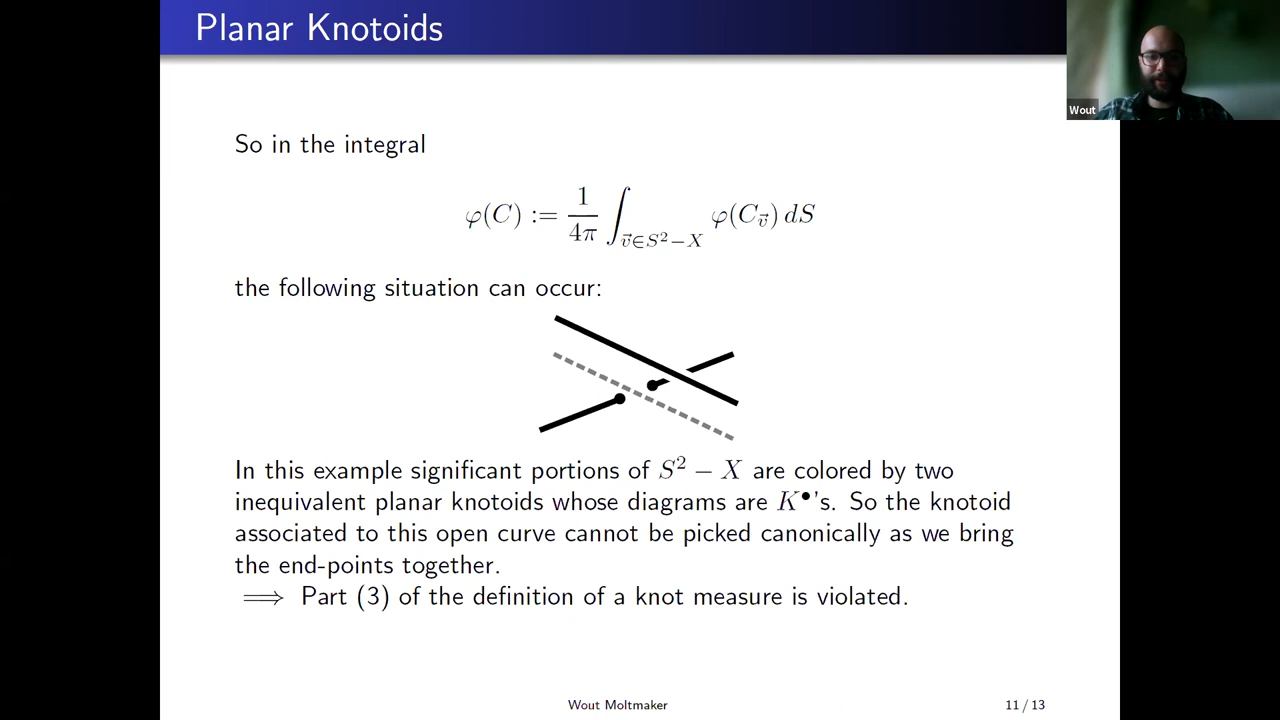 Planar Knotoids
Wout
So in the integral
φ(C) := 1/4π ∫_{v⃗∈S²−X} φ(C_{v⃗}) dS
the following situation can occur:
In this example significant portions of S² − X are colored by two
inequivalent planar knotoids whose diagrams are K•'s. So the knotoid
associated to this open curve cannot be picked canonically as we bring
the end-points together.
⟹ Part (3) of the definition of a knot measure is violated.
Wout Moltmaker
11 / 13